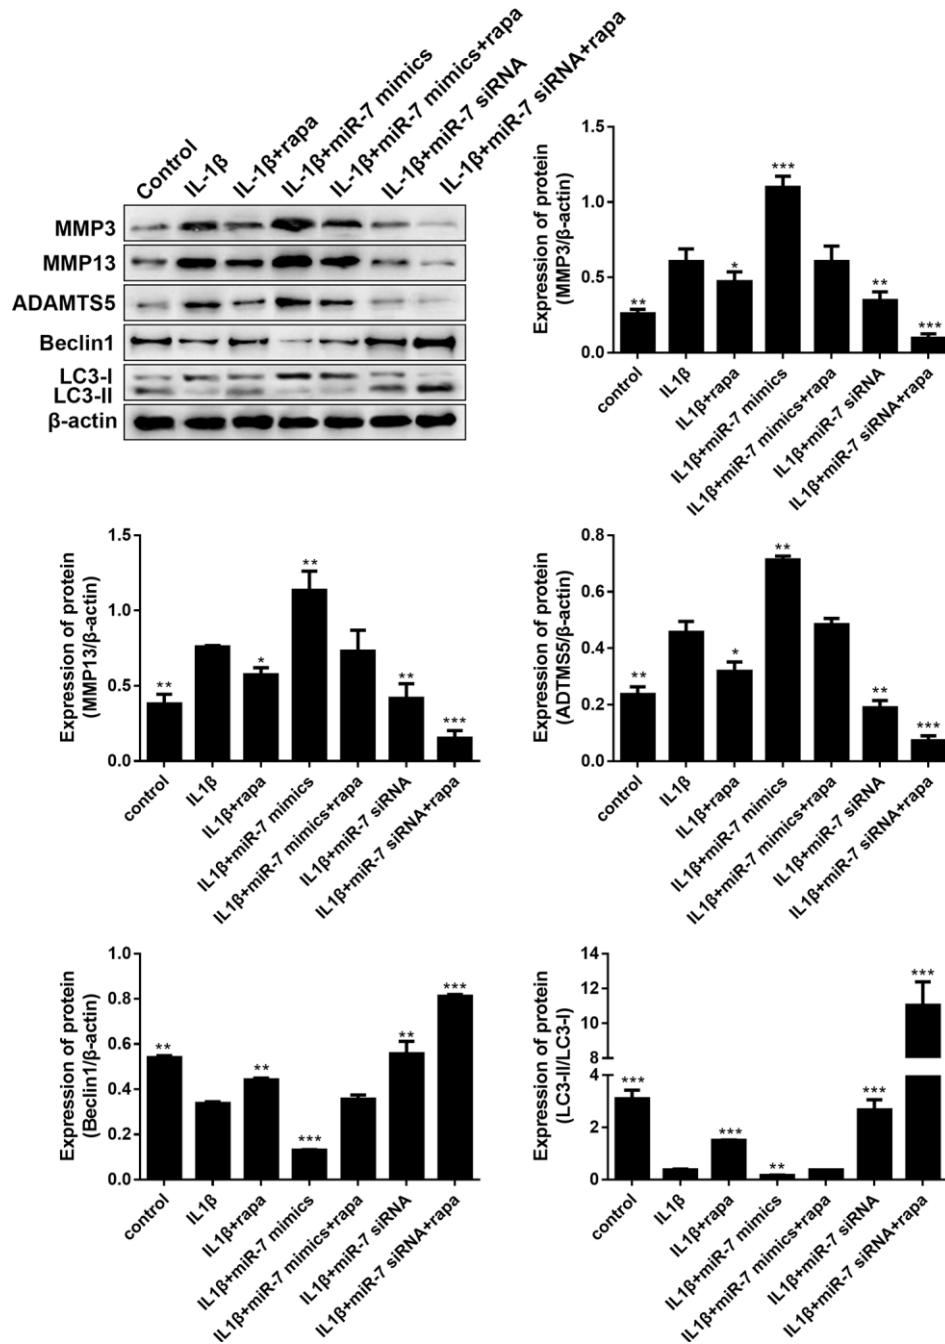 Control
IL-1β
IL-1β+rapa
IL-1β+miR-7 mimics
IL-1β+miR-7 mimics+rapa
IL-1β+miR-7 siRNA
IL-1β+miR-7 siRNA+rapa
MMP3
MMP13
ADAMTS5
Beclin1
LC3-I
LC3-II
β-actin
Expression of protein
(MMP3/β-actin)
1.5
1.0
0.5
0.0
**
*
***
**
***
control
IL1β
IL1β+rapa
IL1β+miR-7 mimics
IL1β+miR-7 mimics+rapa
IL1β+miR-7 siRNA
IL1β+miR-7 siRNA+rapa
Expression of protein
(MMP13/β-actin)
1.5
1.0
0.5
0.0
**
*
**
**
***
control
IL1β
IL1β+rapa
IL1β+miR-7 mimics
IL1β+miR-7 mimics+rapa
IL1β+miR-7 siRNA
IL1β+miR-7 siRNA+rapa
Expression of protein
(ADTMS5/β-actin)
0.8
0.6
0.4
0.2
0.0
**
*
**
**
***
control
IL1β
IL1β+rapa
IL1β+miR-7 mimics
IL1β+miR-7 mimics+rapa
IL1β+miR-7 siRNA
IL1β+miR-7 siRNA+rapa
Expression of protein
(Beclin1/β-actin)
1.0
0.8
0.6
0.4
0.2
0.0
**
**
***
**
***
control
IL1β
IL1β+rapa
IL1β+miR-7 mimics
IL1β+miR-7 mimics+rapa
IL1β+miR-7 siRNA
IL1β+miR-7 siRNA+rapa
Expression of protein
(LC3-II/LC3-I)
14
12
10
8
4
2
0
***
***
**
***
***
control
IL1β
IL1β+rapa
IL1β+miR-7 mimics
IL1β+miR-7 mimics+rapa
IL1β+miR-7 siRNA
IL1β+miR-7 siRNA+rapa